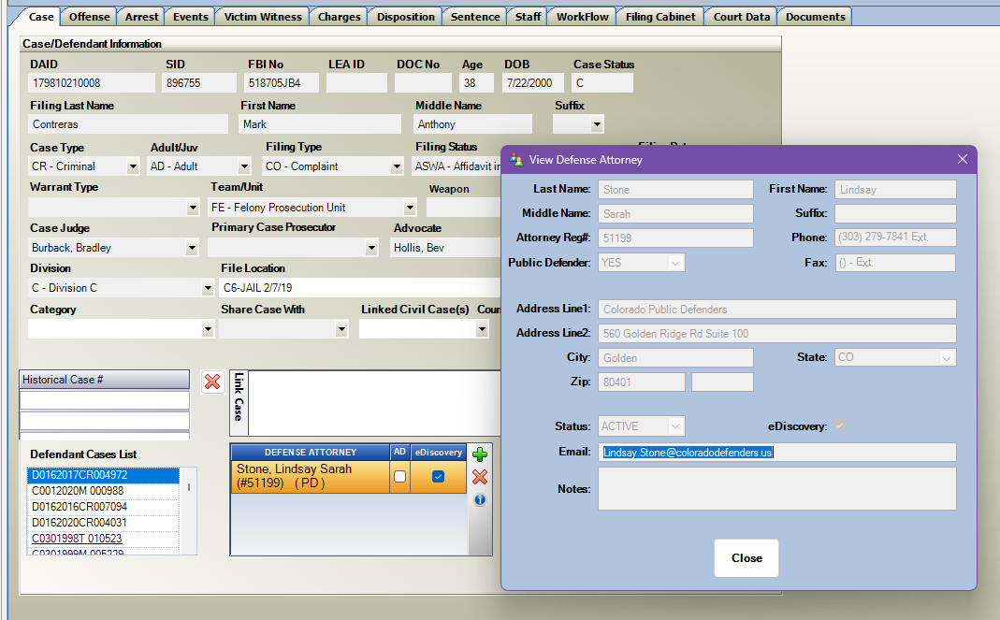 Case Offense Arrest Events Victim Witness Charges Disposition Sentence Staff WorkFlow Filing Cabinet Court Data Documents
Case/Defendant Information
DAID SID FBI No LEA ID DOC No Age DOB Case Status
179810210008 896755 518705JB4 38 7/22/2000 C
Filing Last Name First Name Middle Name Suffix
Contreras Mark Anthony
Case Type Adult/Juv Filing Type Filing Status
CR - Criminal AD - Adult CO - Complaint ASWA - Affidavit in
Warrant Type Team/Unit Weapon
FE - Felony Prosecution Unit
Case Judge Primary Case Prosecutor Advocate
Burback, Bradley Hollis, Bev
Division File Location
C - Division C C6-JAIL 2/7/19
Category Share Case With Linked Civil Case(s) Coun
Historical Case #
Link Case
Defendant Cases List
D0162017CR004972
C0012020M 000988
D0162016CR007094
D0162020CR004031
C0301998T 010523
C0301999M 005229
DEFENSE ATTORNEY AD eDiscovery
Stone, Lindsay Sarah
(#51199) ( PD )
View Defense Attorney
Last Name: Stone First Name: Lindsay
Middle Name: Sarah Suffix:
Attorney Reg#: 51199 Phone: (303) 279-7841 Ext.
Public Defender: YES Fax: () - Ext.
Address Line1: Colorado Public Defenders
Address Line2: 560 Golden Ridge Rd Suite 100
City: Golden State: CO
Zip: 80401
Status: ACTIVE eDiscovery:
Email: Lindsay.Stone@coloradodefenders.us
Notes:
Close